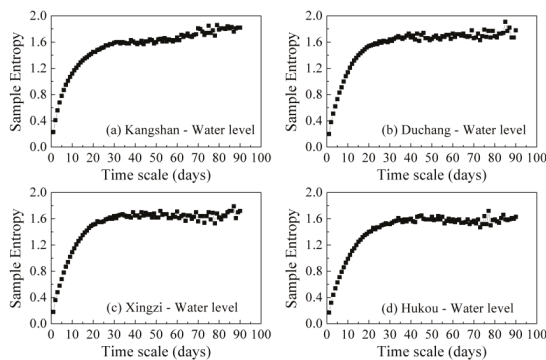 2.0
1.6
1.2
0.8
0.4
0.0
Sample Entropy
(a) Kangshan - Water level
0 10 20 30 40 50 60 70 80 90 100
Time scale (days)
2.0
1.6
1.2
0.8
0.4
0.0
Sample Entropy
(b) Duchang - Water level
0 10 20 30 40 50 60 70 80 90 100
Time scale (days)
2.0
1.6
1.2
0.8
0.4
0.0
Sample Entropy
(c) Xingzi - Water level
0 10 20 30 40 50 60 70 80 90 100
Time scale (days)
2.0
1.6
1.2
0.8
0.4
0.0
Sample Entropy
(d) Hukou - Water level
0 10 20 30 40 50 60 70 80 90 100
Time scale (days)